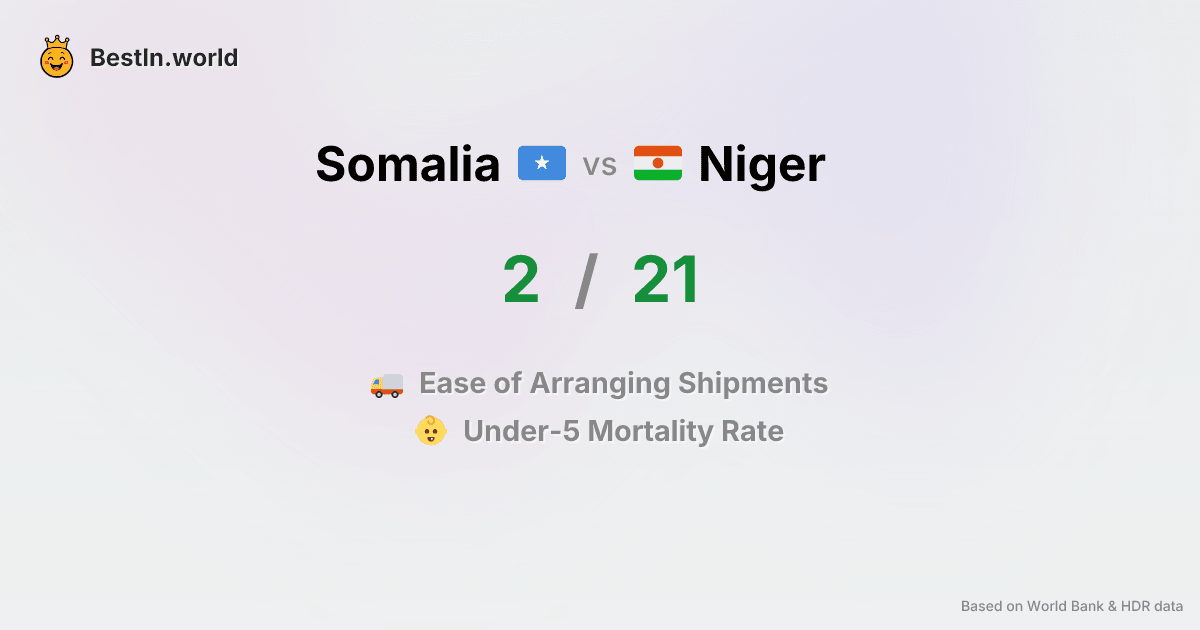 BestIn.world
Somalia vs Niger
2 / 21
Ease of Arranging Shipments
Under-5 Mortality Rate
Based on World Bank & HDR data